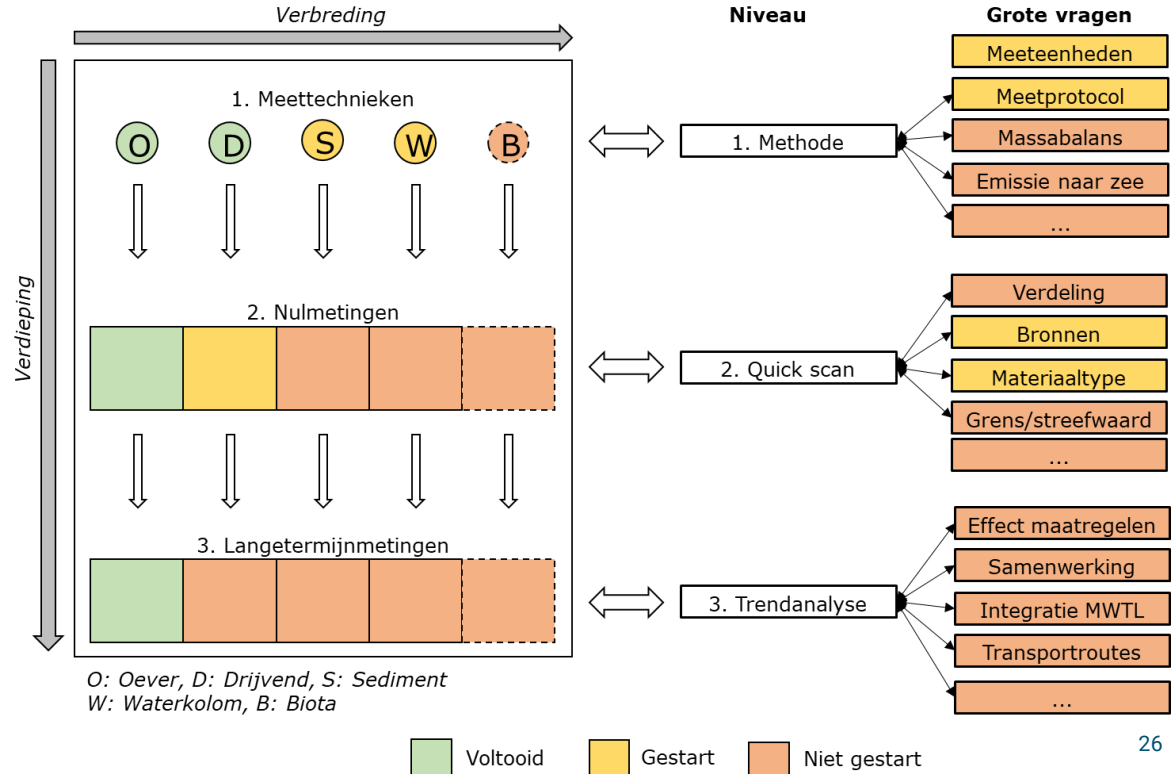 Verbreding
Verdieping
1. Meettechnieken
O
D
S
W
B
2. Nulmetingen
3. Langetermijnmetingen
O: Oever, D: Drijvend, S: Sediment
W: Waterkolom, B: Biota
Niveau
1. Methode
2. Quick scan
3. Trendanalyse
Grote vragen
Meeteenheden
Meetprotocol
Massabalans
Emissie naar zee
...
Verdeling
Bronnen
Materiaaltype
Grens/streefwaard
...
Effect maatregelen
Samenwerking
Integratie MWTL
Transportroutes
...
Voltooid
Gestart
Niet gestart
26